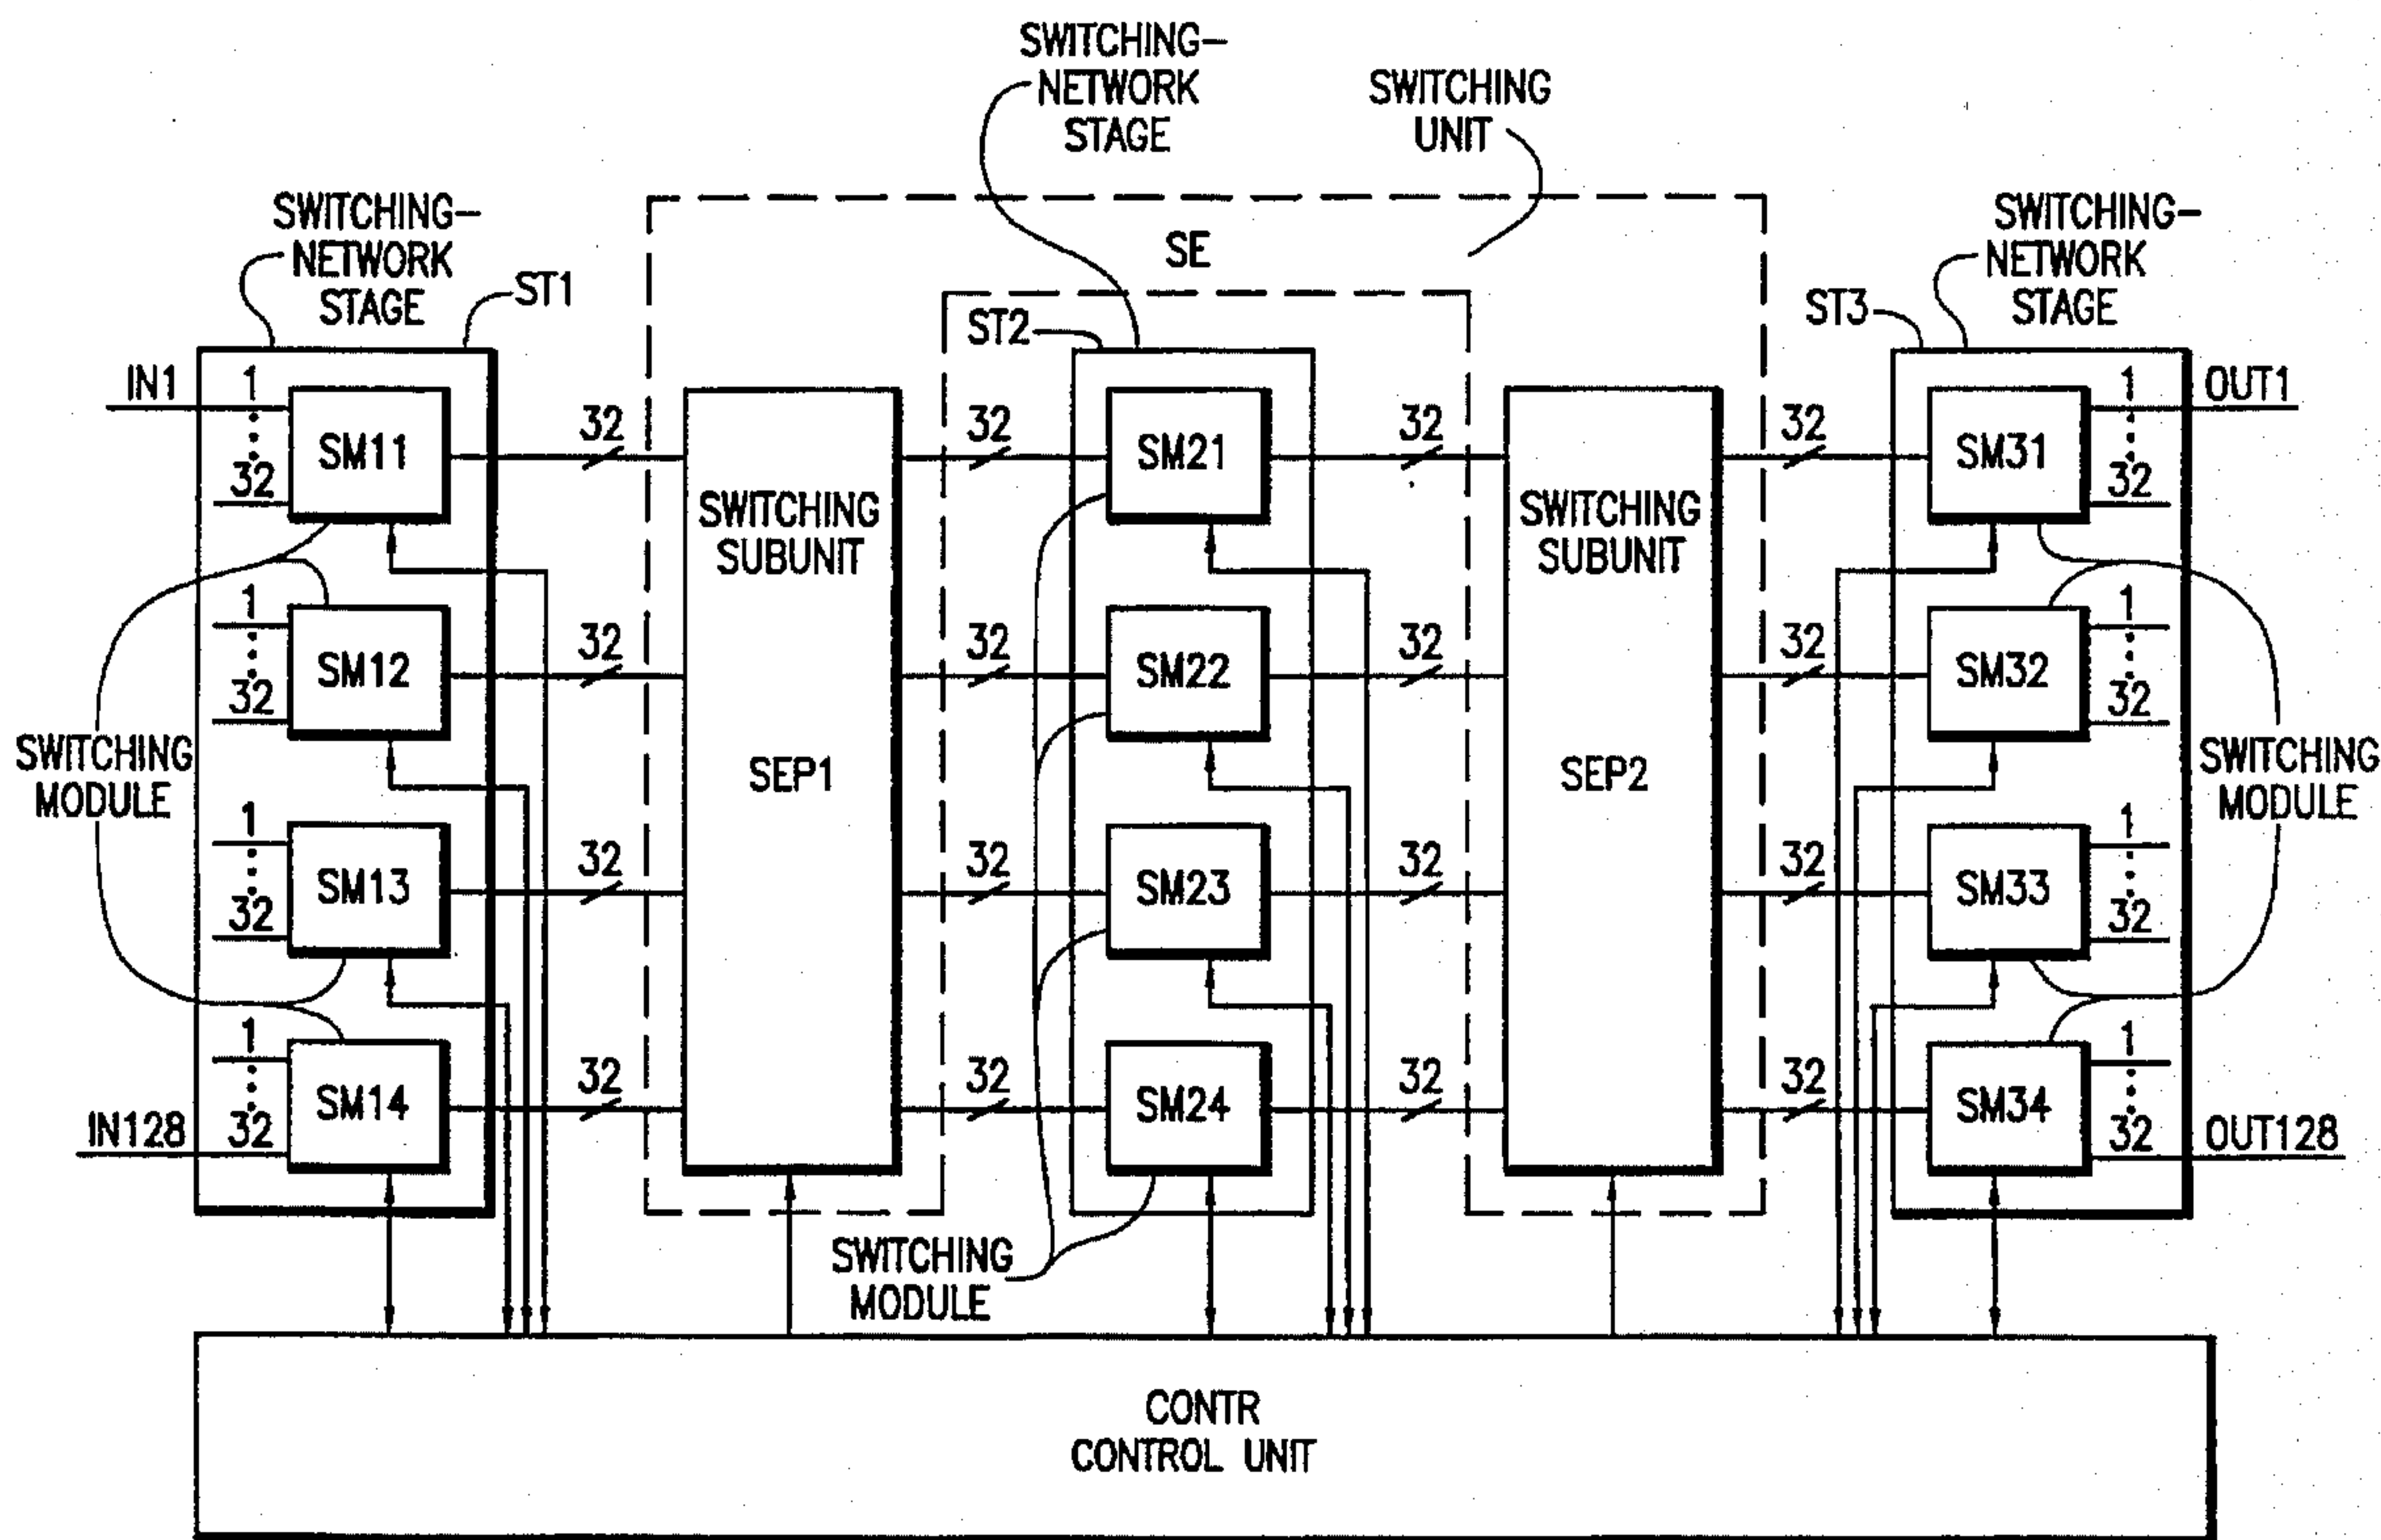 SWITCHING-
NETWORK
STAGE
SWITCHING
UNIT
SWITCHING-
NETWORK
STAGE
ST1
SE
ST2
SWITCHING-
NETWORK
STAGE
ST3
IN1
1
32
SM11
32
SWITCHING
SUBUNIT
SEP1
32
SM21
32
SWITCHING
SUBUNIT
SEP2
32
SM31
1
32
OUT1
1
32
SM12
32
32
SM22
32
32
SM32
1
32
SWITCHING
MODULE
SWITCHING
MODULE
1
32
SM13
32
32
SM23
32
32
SM33
1
32
IN128
1
32
SM14
32
32
SM24
32
32
SM34
1
32
OUT128
SWITCHING
MODULE
CONTR
CONTROL UNIT